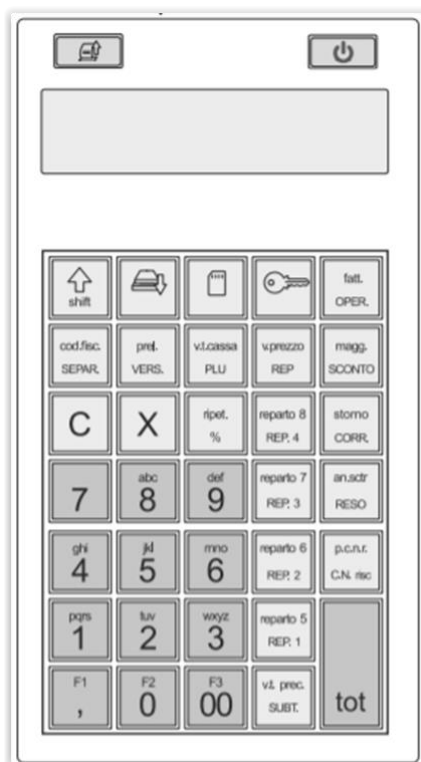 shift
fatt.
OPER.
cod.fisc.
SEPAR.
prel.
VERS.
v.t.cassa
PLU
v.prezzo
REP
magg.
SCONTO
C
X
ripet.
%
reparto 8
REP. 4
storno
CORR.
7
abc
8
def
9
reparto 7
REP. 3
an.sctr
RESO
ghi
4
jkl
5
mno
6
reparto 6
REP. 2
p.c.n.r.
C.N. risc
pqrs
1
tuv
2
wxyz
3
reparto 5
REP. 1
F1
,
F2
0
F3
00
v.t. prec.
SUBT.
tot